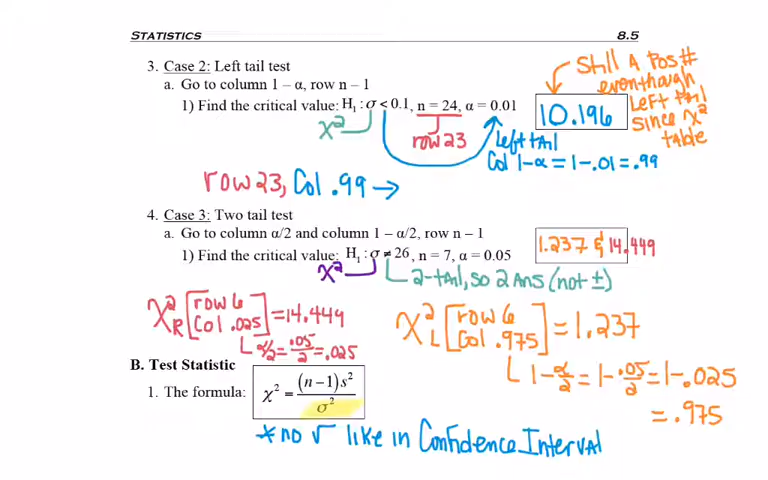 STATISTICS 8.5
3. Case 2: Left tail test
a. Go to column 1 – α, row n – 1
1) Find the critical value: H₁ : σ < 0.1, n = 24, α = 0.01
10.196
Still A Pos #
eventhough
Left tail
Since χ²
table
χ²
row 23
Left tail
Col 1-α = 1-.01 = .99
row 23, Col .99 →
4. Case 3: Two tail test
a. Go to column α/2 and column 1 – α/2, row n – 1
1) Find the critical value: H₁ : σ ≠ 26, n = 7, α = 0.05
1.237 & 14.449
χ²
2-tail, so 2 Ans (not ±)
χ²R [row 6 Col .025] = 14.449
α/2 = .05/2 = .025
χ²L [row 6 Col .975] = 1.237
1-α/2 = 1-.05/2 = 1-.025
= .975
B. Test Statistic
1. The formula: χ² = (n–1)s² / σ²
*no √ like in Confidence Interval